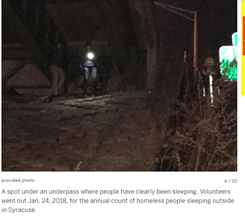 provided photo
4 / 10
A spot under an underpass where people have clearly been sleeping. Volunteers
went out Jan. 24, 2018, for the annual count of homeless people sleeping outside
in Syracuse.